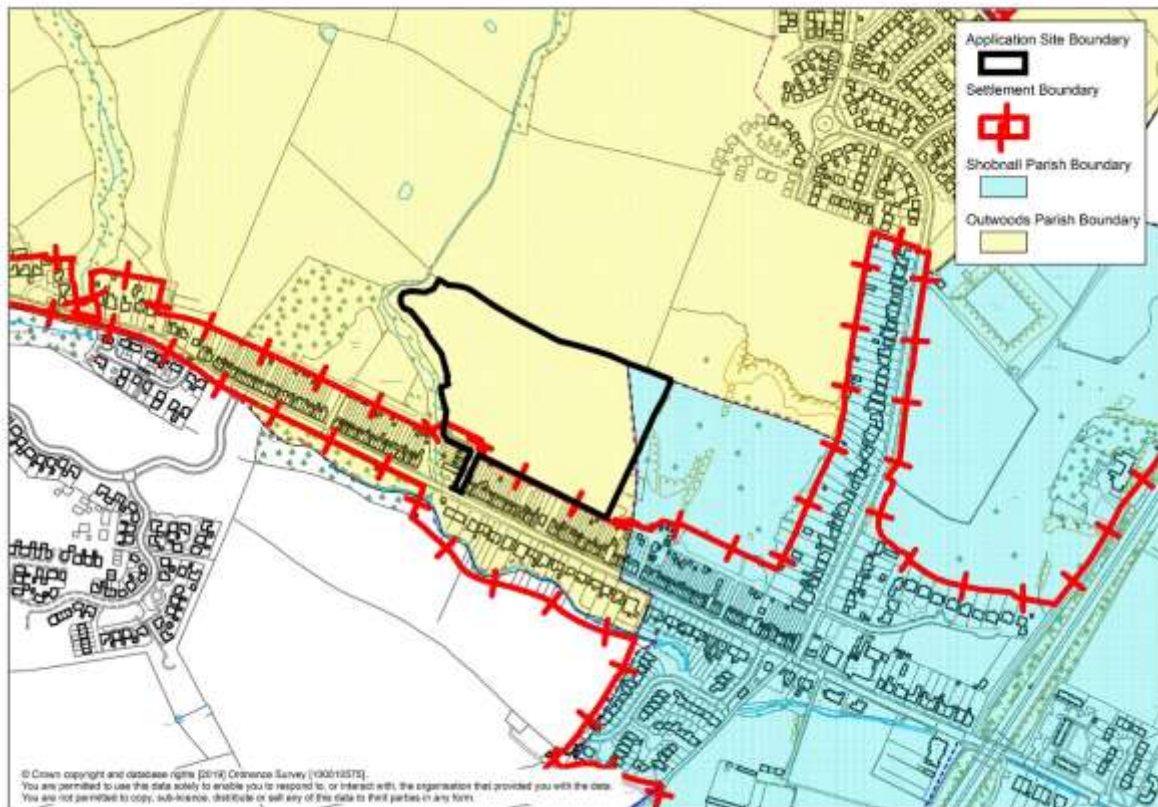 Application Site Boundary
Settlement Boundary
Shobnall Parish Boundary
Outwoods Parish Boundary
© Crown copyright and database rights [2019] Ordnance Survey [100018575].
You are permitted to use this data solely to enable you to respond to, or interact with, the organisation that provided you with the data.
You are not permitted to copy, sub-licence, distribute or sell any of this data to third parties in any form.